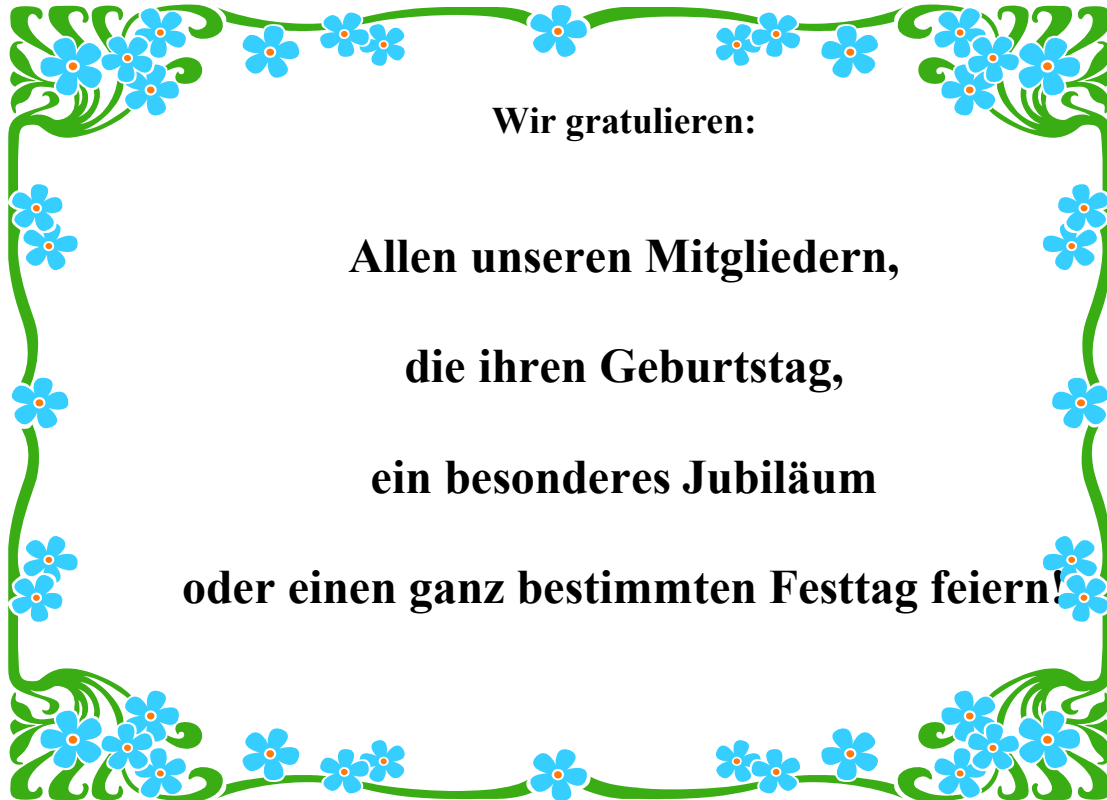 Wir gratulieren:
Allen unseren Mitgliedern,
die ihren Geburtstag,
ein besonderes Jubiläum
oder einen ganz bestimmten Festtag feiern!